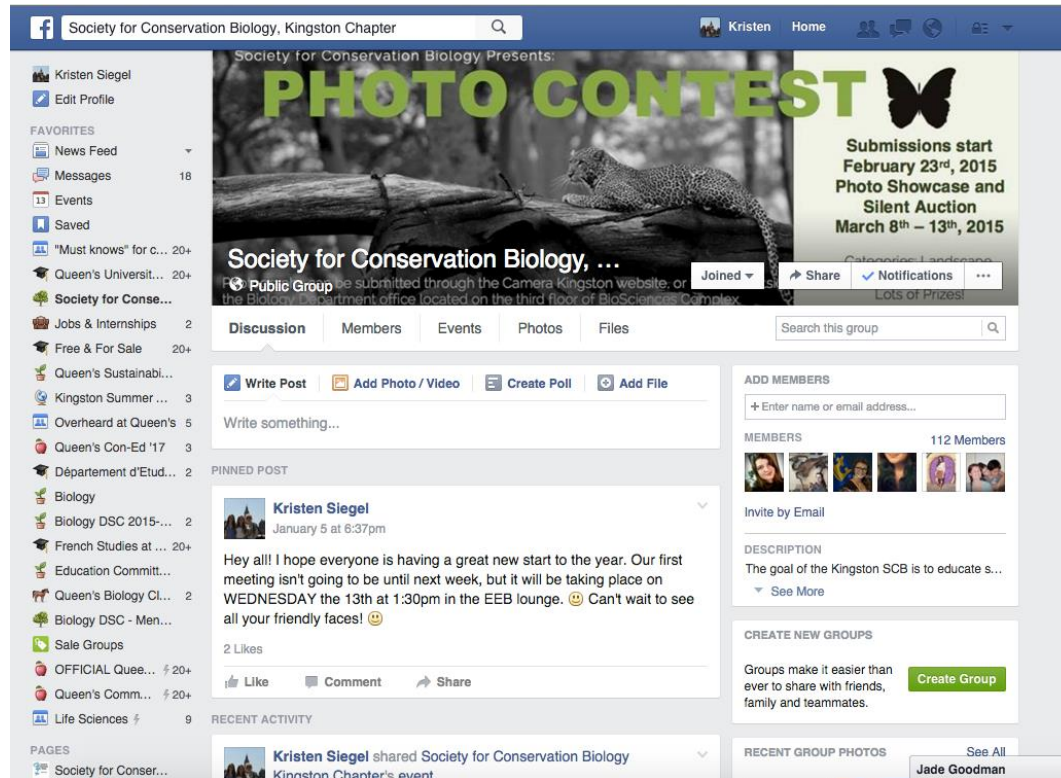 Society for Conservation Biology, Kingston Chapter
Kristen Home
Kristen Siegel
Edit Profile
FAVORITES
News Feed
Messages 18
13 Events
Saved
"Must knows" for c... 20+
Queen's Universit... 20+
Society for Conse...
Jobs & Internships 2
Free & For Sale 20+
Queen's Sustainabi...
Kingston Summer ... 3
Overheard at Queen's 5
Queen's Con-Ed '17 3
Département d'Etud... 2
Biology
Biology DSC 2015-... 2
French Studies at ... 20+
Education Committ...
Queen's Biology Cl... 2
Biology DSC - Men...
Sale Groups
OFFICIAL Quee... 20+
Queen's Comm... 20+
Life Sciences 9
PAGES
Society for Conser...
Society for Conservation Biology Presents:
PHOTO CONTEST
Submissions start
February 23rd, 2015
Photo Showcase and
Silent Auction
March 8th – 13th, 2015
Categories: Landscape
Lots of Prizes!
Society for Conservation Biology, ...
Public Group
be submitted through the Camera Kingston website, or
the Biology Department office located on the third floor of BioSciences Complex
Joined
Share
Notifications
...
Discussion Members Events Photos Files
Search this group
Write Post Add Photo / Video Create Poll Add File
Write something...
PINNED POST
Kristen Siegel
January 5 at 6:37pm
Hey all! I hope everyone is having a great new start to the year. Our first
meeting isn't going to be until next week, but it will be taking place on
WEDNESDAY the 13th at 1:30pm in the EEB lounge. 🙂 Can't wait to see
all your friendly faces! 🙂
2 Likes
Like Comment Share
RECENT ACTIVITY
Kristen Siegel shared Society for Conservation Biology
Kingston Chapter's event
ADD MEMBERS
+ Enter name or email address...
MEMBERS 112 Members
Invite by Email
DESCRIPTION
The goal of the Kingston SCB is to educate s...
See More
CREATE NEW GROUPS
Groups make it easier than
ever to share with friends,
family and teammates.
Create Group
RECENT GROUP PHOTOS See All
Jade Goodman